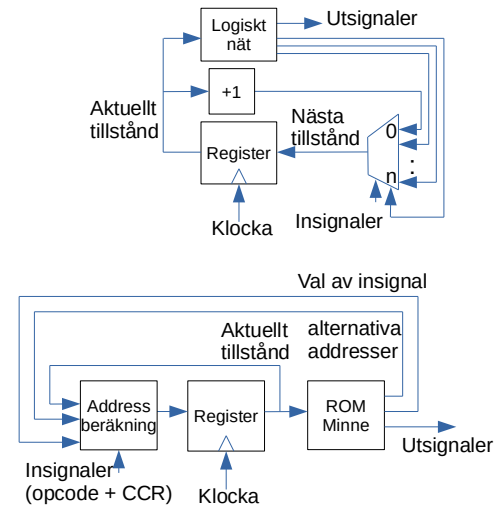 Logiskt
nät
Utsignaler
+1
Aktuellt
tillstånd
Nästa
tillstånd
0
:
n
Register
Insignaler
Klocka
Val av insignal
Aktuellt
tillstånd
alternativa
addresser
Address
beräkning
Register
ROM
Minne
Utsignaler
Insignaler
(opcode + CCR)
Klocka